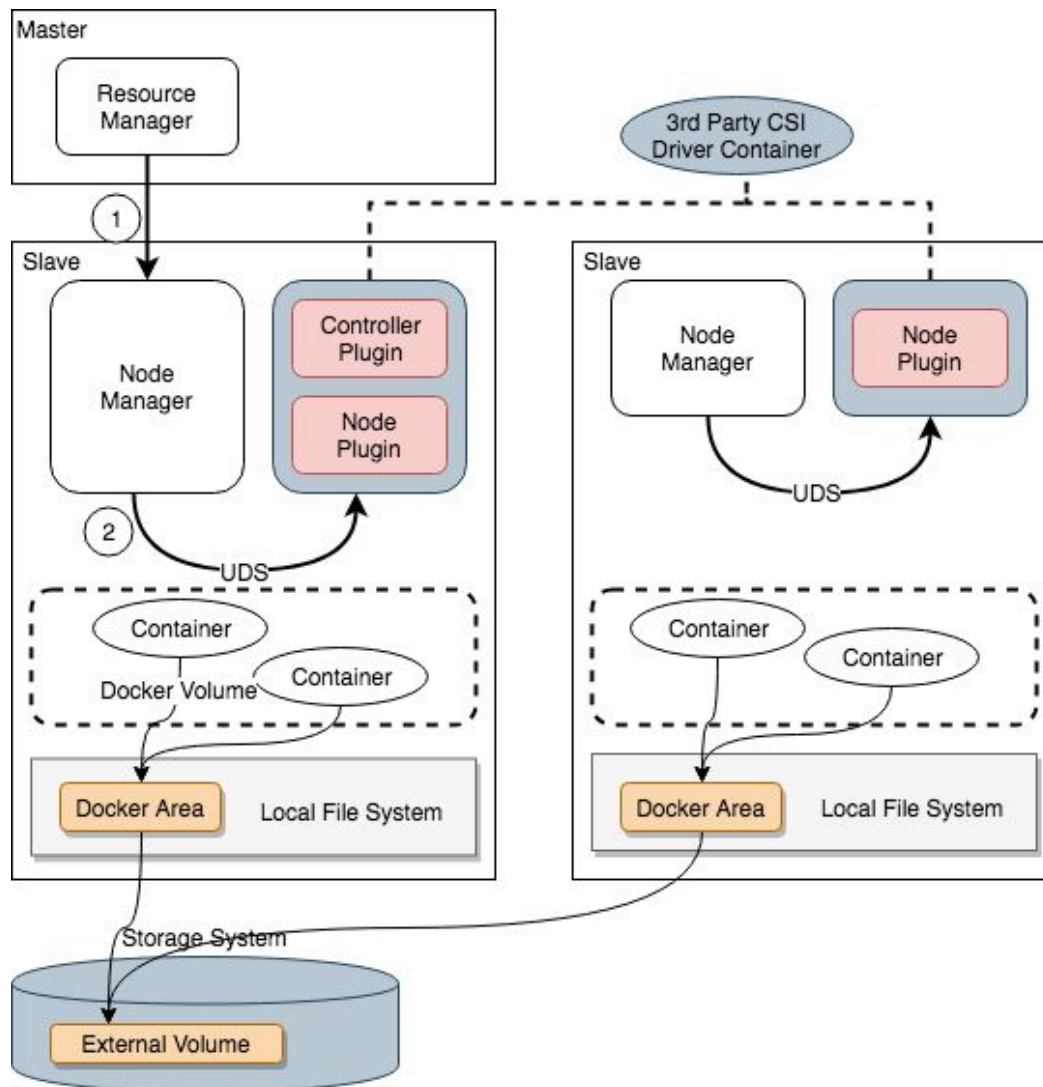 Master
Resource
Manager
3rd Party CSI
Driver Container
1
Slave
Node
Manager
Controller
Plugin
Node
Plugin
2
UDS
Container
Docker Volume
Container
Docker Area
Local File System
Slave
Node
Manager
Node
Plugin
UDS
Container
Container
Docker Area
Local File System
Storage System
External Volume